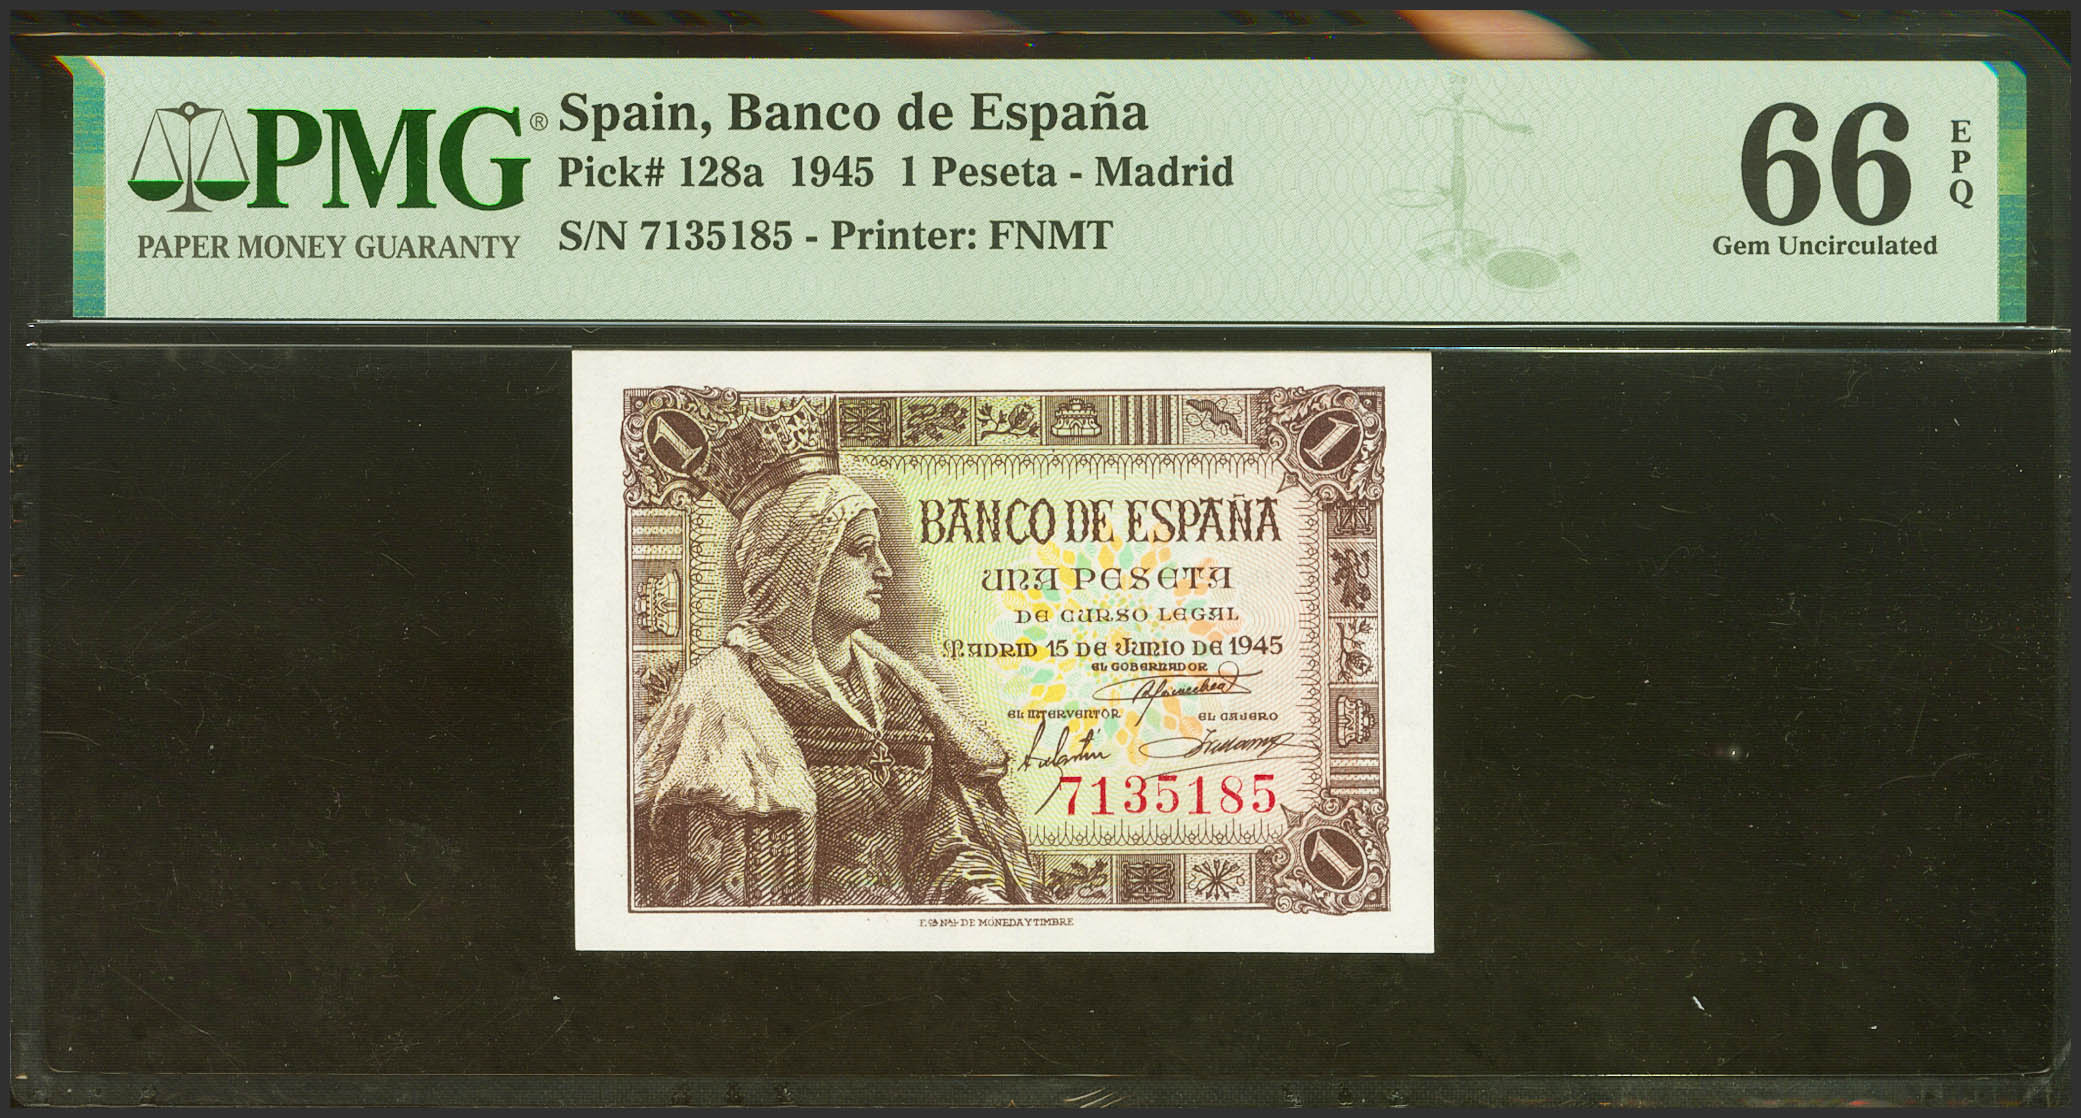 PMG®
PAPER MONEY GUARANTY
Spain, Banco de España
Pick# 128a 1945 1 Peseta - Madrid
S/N 7135185 - Printer: FNMT
66
EPQ
Gem Uncirculated
1
1
BANCO DE ESPAÑA
UNA PESETA
DE CURSO LEGAL
MADRID 15 DE JUNIO DE 1945
EL GOBERNADOR
EL INTERVENTOR
EL CAJERO
7135185
1
F. Cª Nal DE MONEDA Y TIMBRE